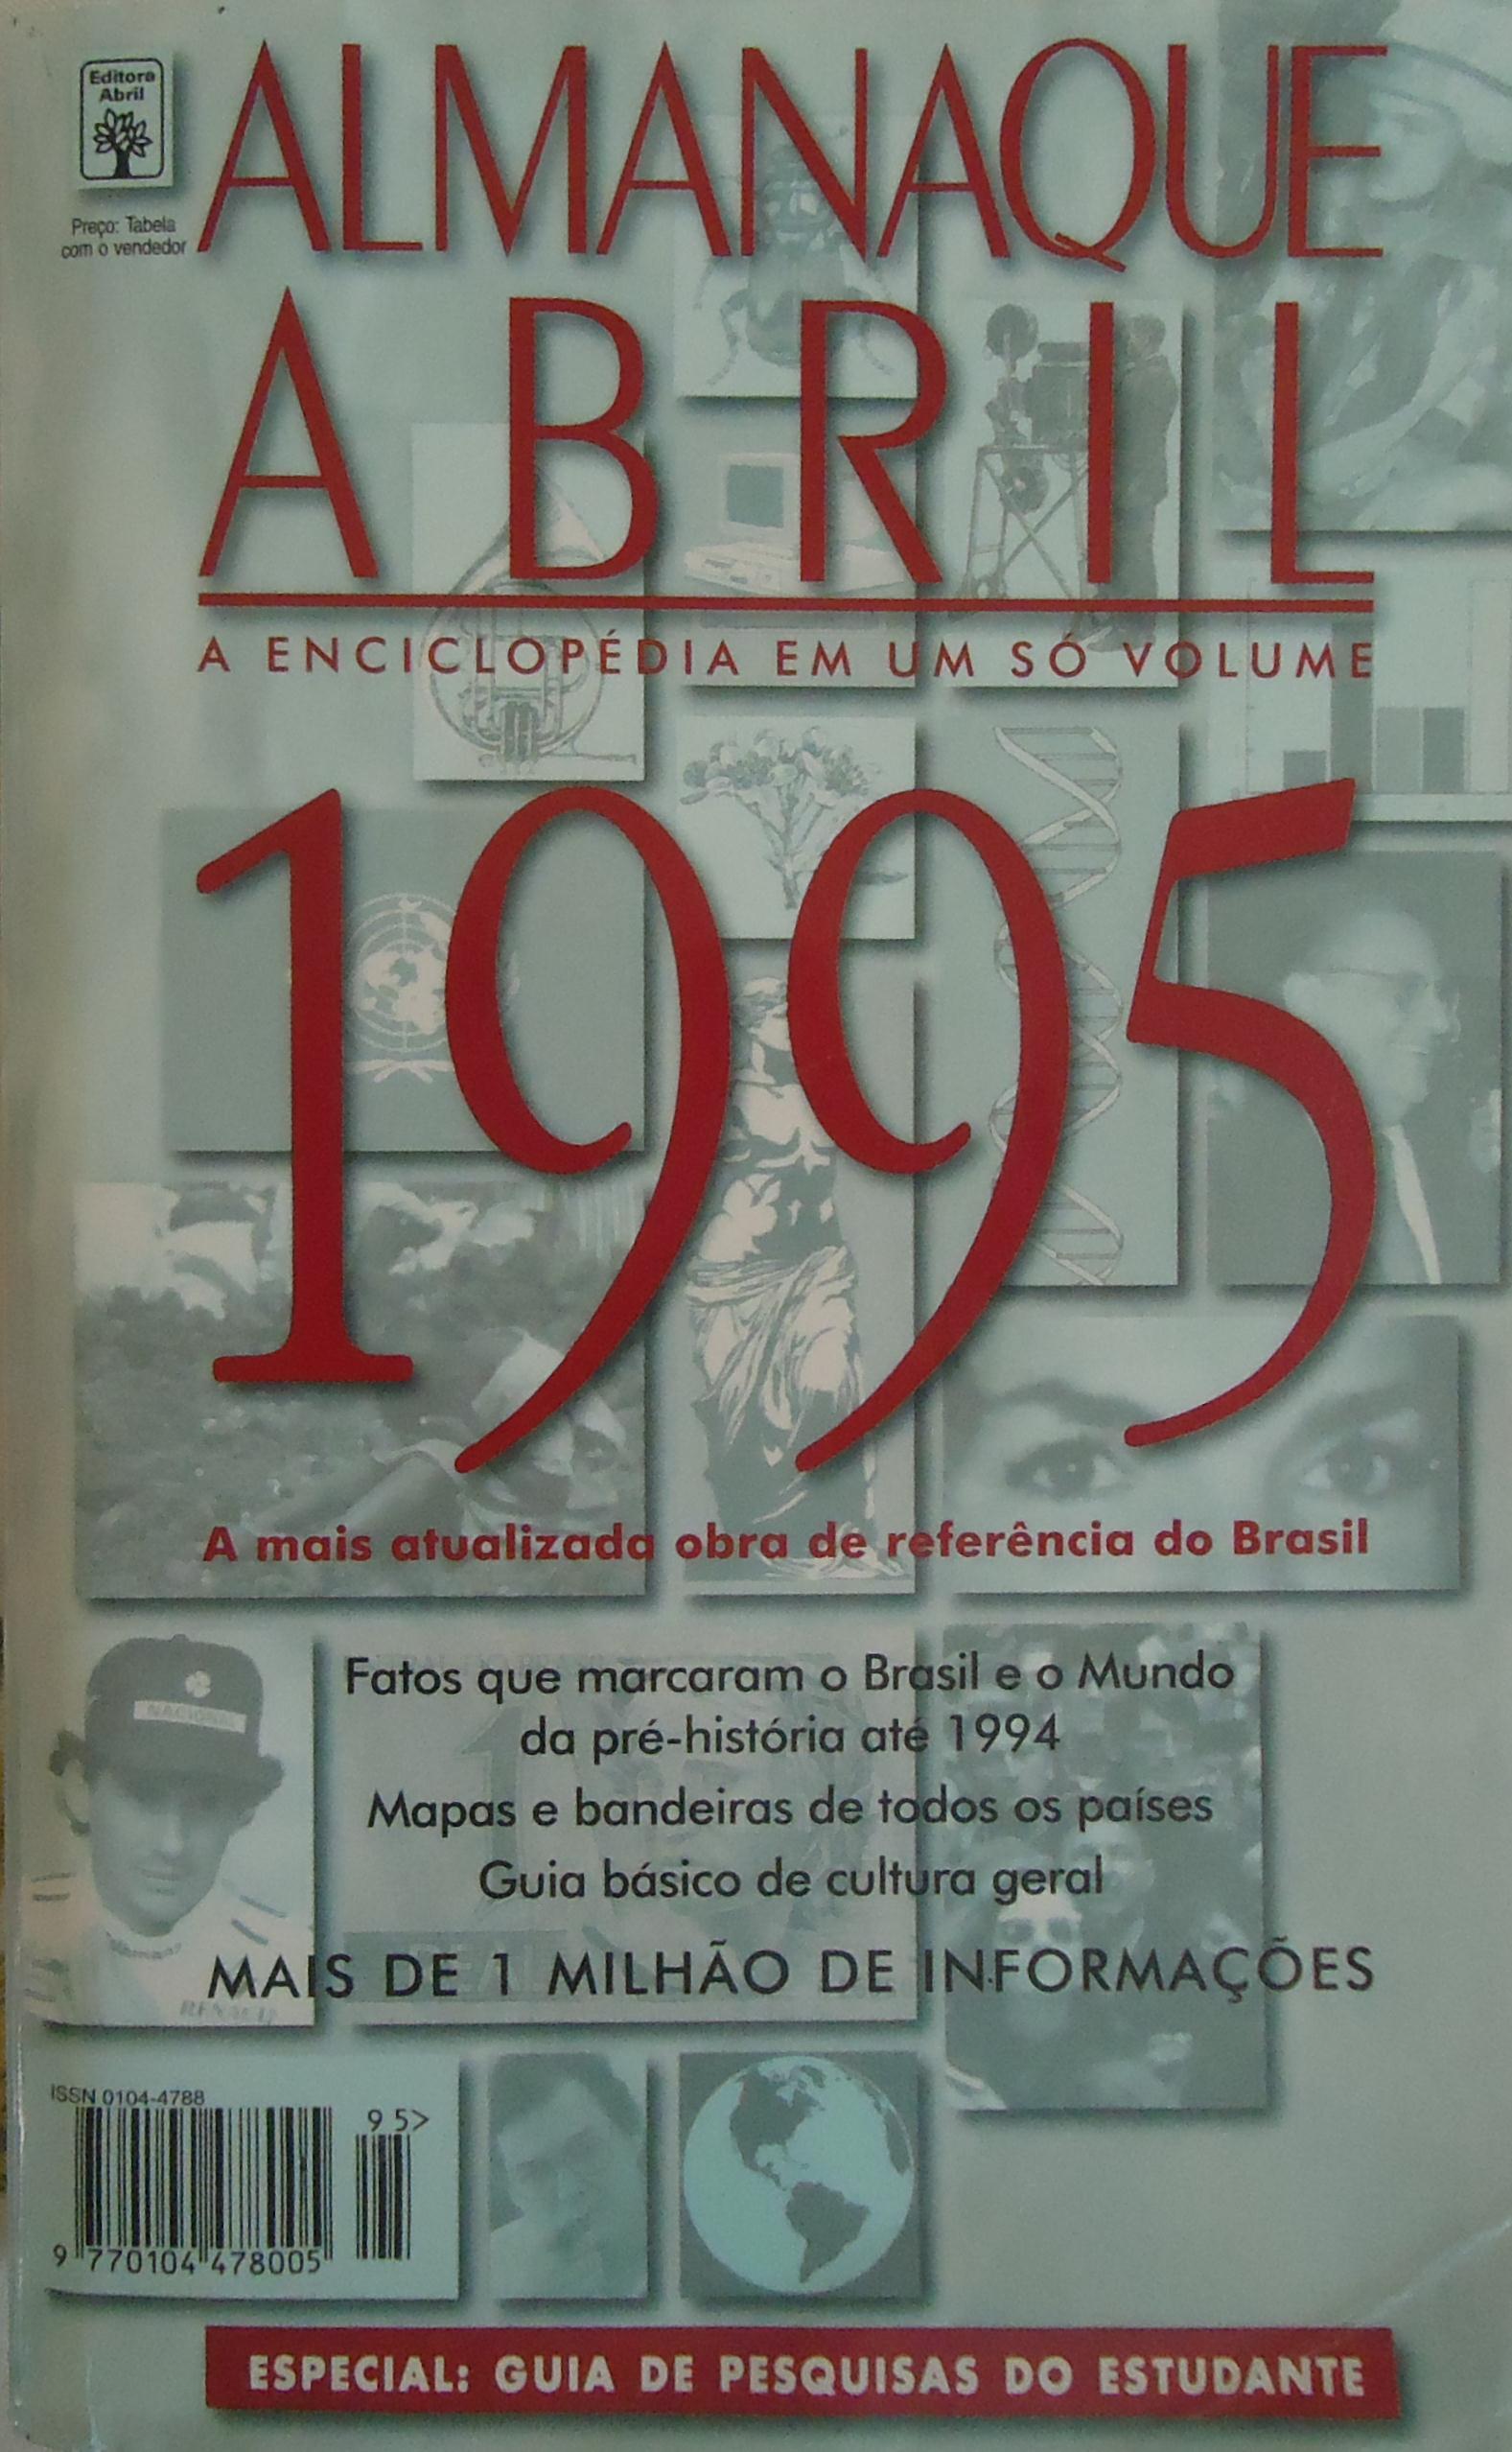 Editora
Abril
Preço: Tabela
com o vendedor
ALMANAQUE
ABRIL
A ENCICLOPÉDIA EM UM SÓ VOLUME
1995
A mais atualizada obra de referência do Brasil
NACIONAL
Fatos que marcaram o Brasil e o Mundo
da pré-história até 1994
Mapas e bandeiras de todos os países
Guia básico de cultura geral
MAIS DE 1 MILHÃO DE INFORMAÇÕES
RENAULT
ISSN 0104-4788
95>
9 770104 478005
ESPECIAL: GUIA DE PESQUISAS DO ESTUDANTE